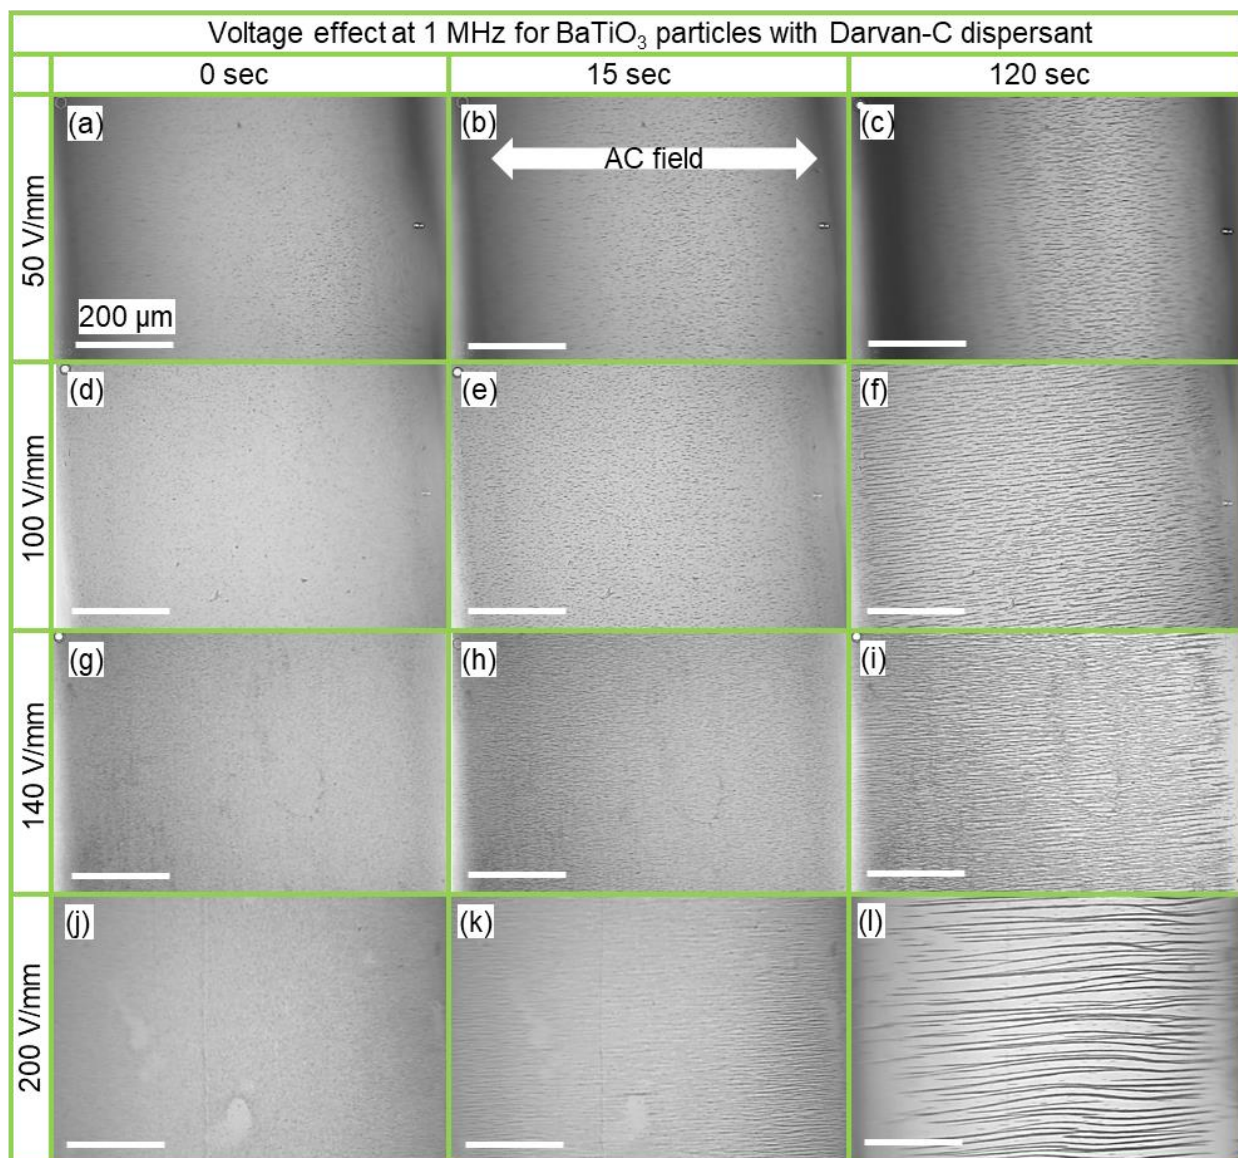 Voltage effect at 1 MHz for BaTiO₃ particles with Darvan-C dispersant
0 sec
15 sec
120 sec
50 V/mm
(a)
200 µm
(b)
AC field
(c)
100 V/mm
(d)
(e)
(f)
140 V/mm
(g)
(h)
(i)
200 V/mm
(j)
(k)
(l)